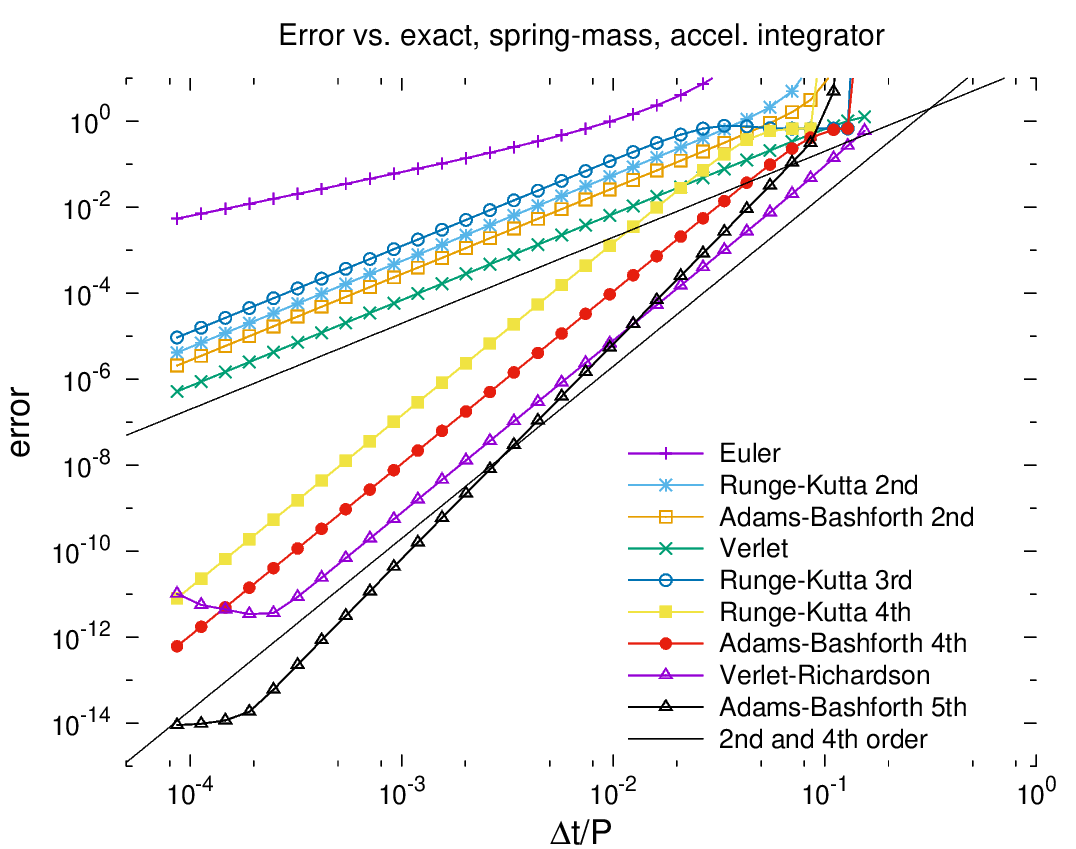 Error vs. exact, spring-mass, accel. integrator
10^0
10^-2
10^-4
10^-6
10^-8
10^-10
10^-12
10^-14
error
Euler
Runge-Kutta 2nd
Adams-Bashforth 2nd
Verlet
Runge-Kutta 3rd
Runge-Kutta 4th
Adams-Bashforth 4th
Verlet-Richardson
Adams-Bashforth 5th
2nd and 4th order
10^-4 10^-3 10^-2 10^-1 10^0
Δt/P